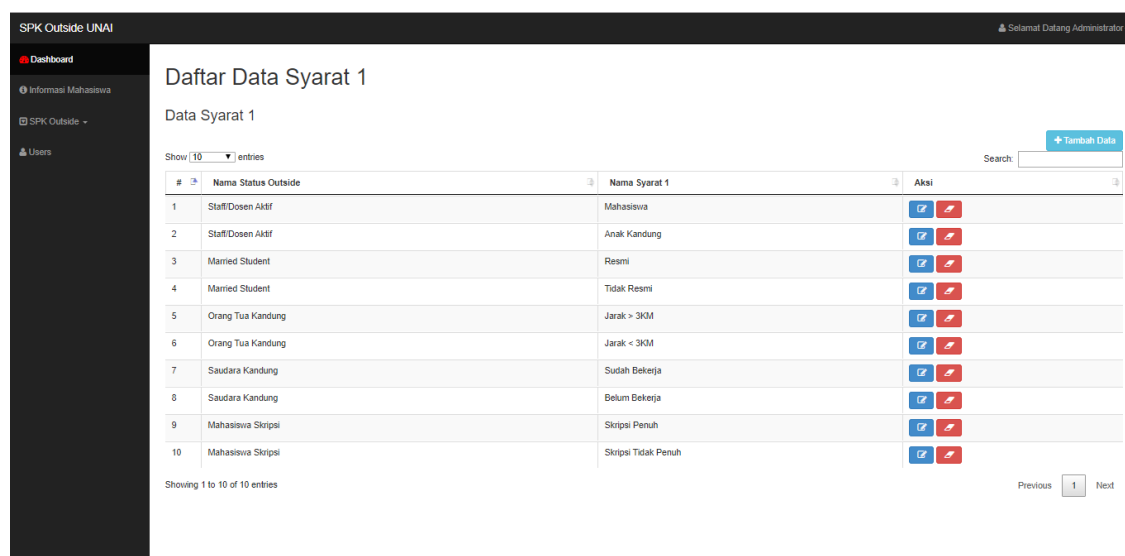 SPK Outside UNAI
Selamat Datang Administrator
Dashboard
Informasi Mahasiswa
SPK Outside
Users
Daftar Data Syarat 1
Data Syarat 1
Tambah Data
Show 10 entries
Search:
# Nama Status Outside Nama Syarat 1 Aksi
1 Staff/Dosen Aktif Mahasiswa
2 Staff/Dosen Aktif Anak Kandung
3 Married Student Resmi
4 Married Student Tidak Resmi
5 Orang Tua Kandung Jarak > 3KM
6 Orang Tua Kandung Jarak < 3KM
7 Saudara Kandung Sudah Bekerja
8 Saudara Kandung Belum Bekerja
9 Mahasiswa Skripsi Skripsi Penuh
10 Mahasiswa Skripsi Skripsi Tidak Penuh
Showing 1 to 10 of 10 entries
Previous 1 Next